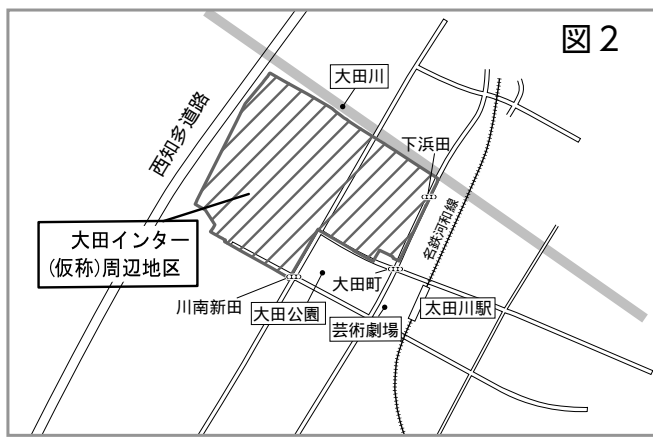 図2
大田川
西知多道路
下浜田
名鉄河和線
大田インター
(仮称)周辺地区
大田町
川南新田
大田公園
芸術劇場
太田川駅